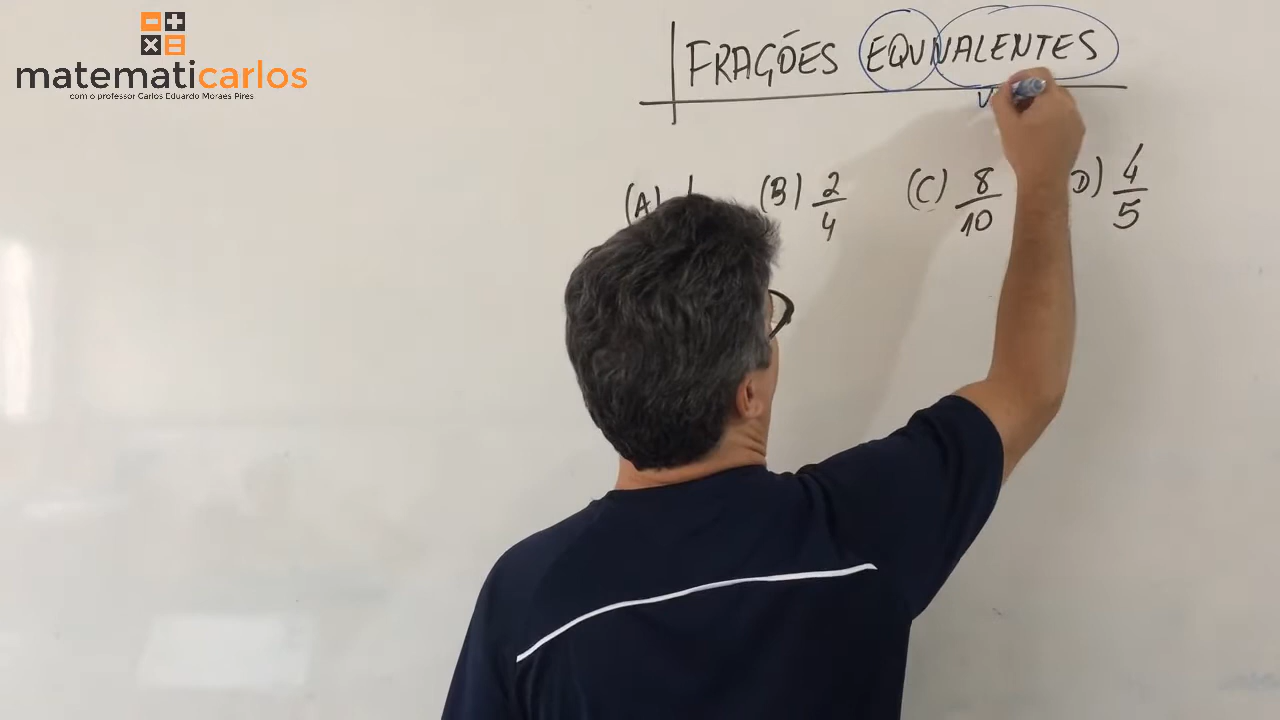 matematicarlos
com o professor Carlos Eduardo Moraes Pires
FRAÇÕES EQUIVALENTES
(A) (B) 2/4 (C) 8/10 D) 4/5